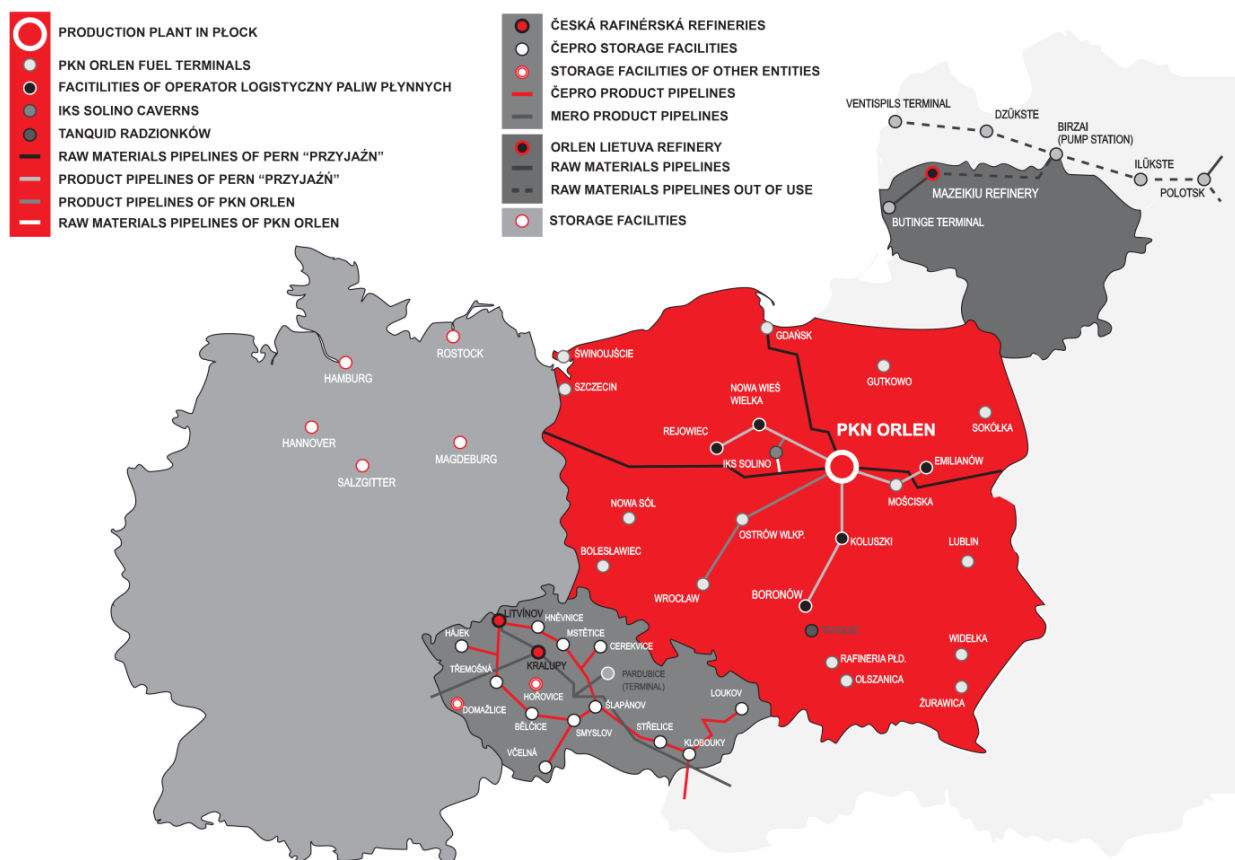 PRODUCTION PLANT IN PŁOCK
PKN ORLEN FUEL TERMINALS
FACITILITIES OF OPERATOR LOGISTYCZNY PALIW PŁYNNYCH
IKS SOLINO CAVERNS
TANQUID RADZIONKÓW
RAW MATERIALS PIPELINES OF PERN “PRZYJAŹN”
PRODUCT PIPELINES OF PERN “PRZYJAŹŃ”
PRODUCT PIPELINES OF PKN ORLEN
RAW MATERIALS PIPELINES OF PKN ORLEN
ČESKÁ RAFINÉRSKÁ REFINERIES
ČEPRO STORAGE FACILITIES
STORAGE FACILITIES OF OTHER ENTITIES
ČEPRO PRODUCT PIPELINES
MERO PRODUCT PIPELINES
ORLEN LIETUVA REFINERY
RAW MATERIALS PIPELINES
RAW MATERIALS PIPELINES OUT OF USE
STORAGE FACILITIES
VENTISPILS TERMINAL
DZŪKSTE
BIRZAI
(PUMP STATION)
ILŪKSTE
POLOTSK
MAZEIKIU REFINERY
BUTINGE TERMINAL
ROSTOCK
HAMBURG
HANNOVER
MAGDEBURG
SALZGITTER
GDAŃSK
ŚWINOUJŚCIE
SZCZECIN
GUTKOWO
NOWA WIEŚ
WIELKA
REJOWIEC
PKN ORLEN
SOKÓŁKA
IKS SOLINO
EMILIANÓW
MOŚCISKA
NOWA SÓL
OSTRÓW WLKP.
KOLUSZKI
LUBLIN
BOLESŁAWIEC
WROCŁAW
BORONÓW
TANQUID
WIDEŁKA
RAFINERIA PŁD.
OLSZANICA
ŻURAWICA
LITVÍNOV
HNĚVNICE
HÁJEK
MSTĚTICE
CEREKVICE
KRALUPY
TŘEMOŠNÁ
PARDUBICE
(TERMINAL)
HOŘOVICE
DOMAŽLICE
LOUKOV
ŠLAPÁNOV
BĚLČICE
SMYSLOV
STŘELICE
KLOBOUKY
VČELNÁ